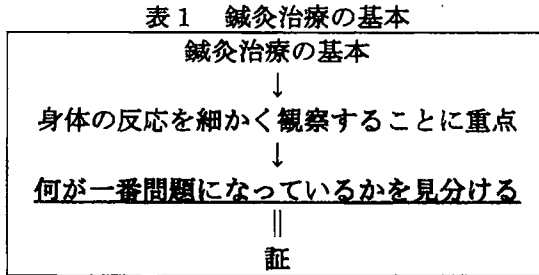 表1 鍼灸治療の基本
鍼灸治療の基本
↓
身体の反応を細かく観察することに重点
↓
何が一番問題になっているかを見分ける
||
証